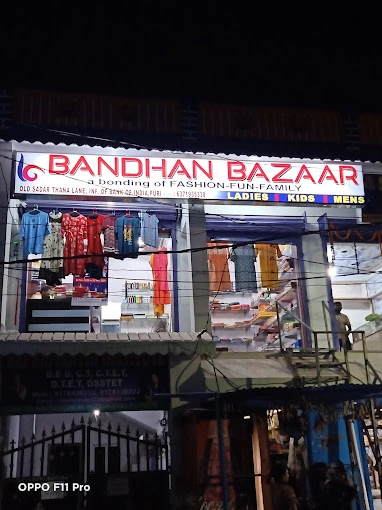 BANDHAN BAZAAR
a bonding of FASHION-FUN-FAMILY
OLD SADAR THANA LANE, INF. OF BANK OF INDIA, PURI
LADIES KIDS MENS
C.T, C.T.E.T,
O.T.E.T, OSSTET
OPPO F11 Pro